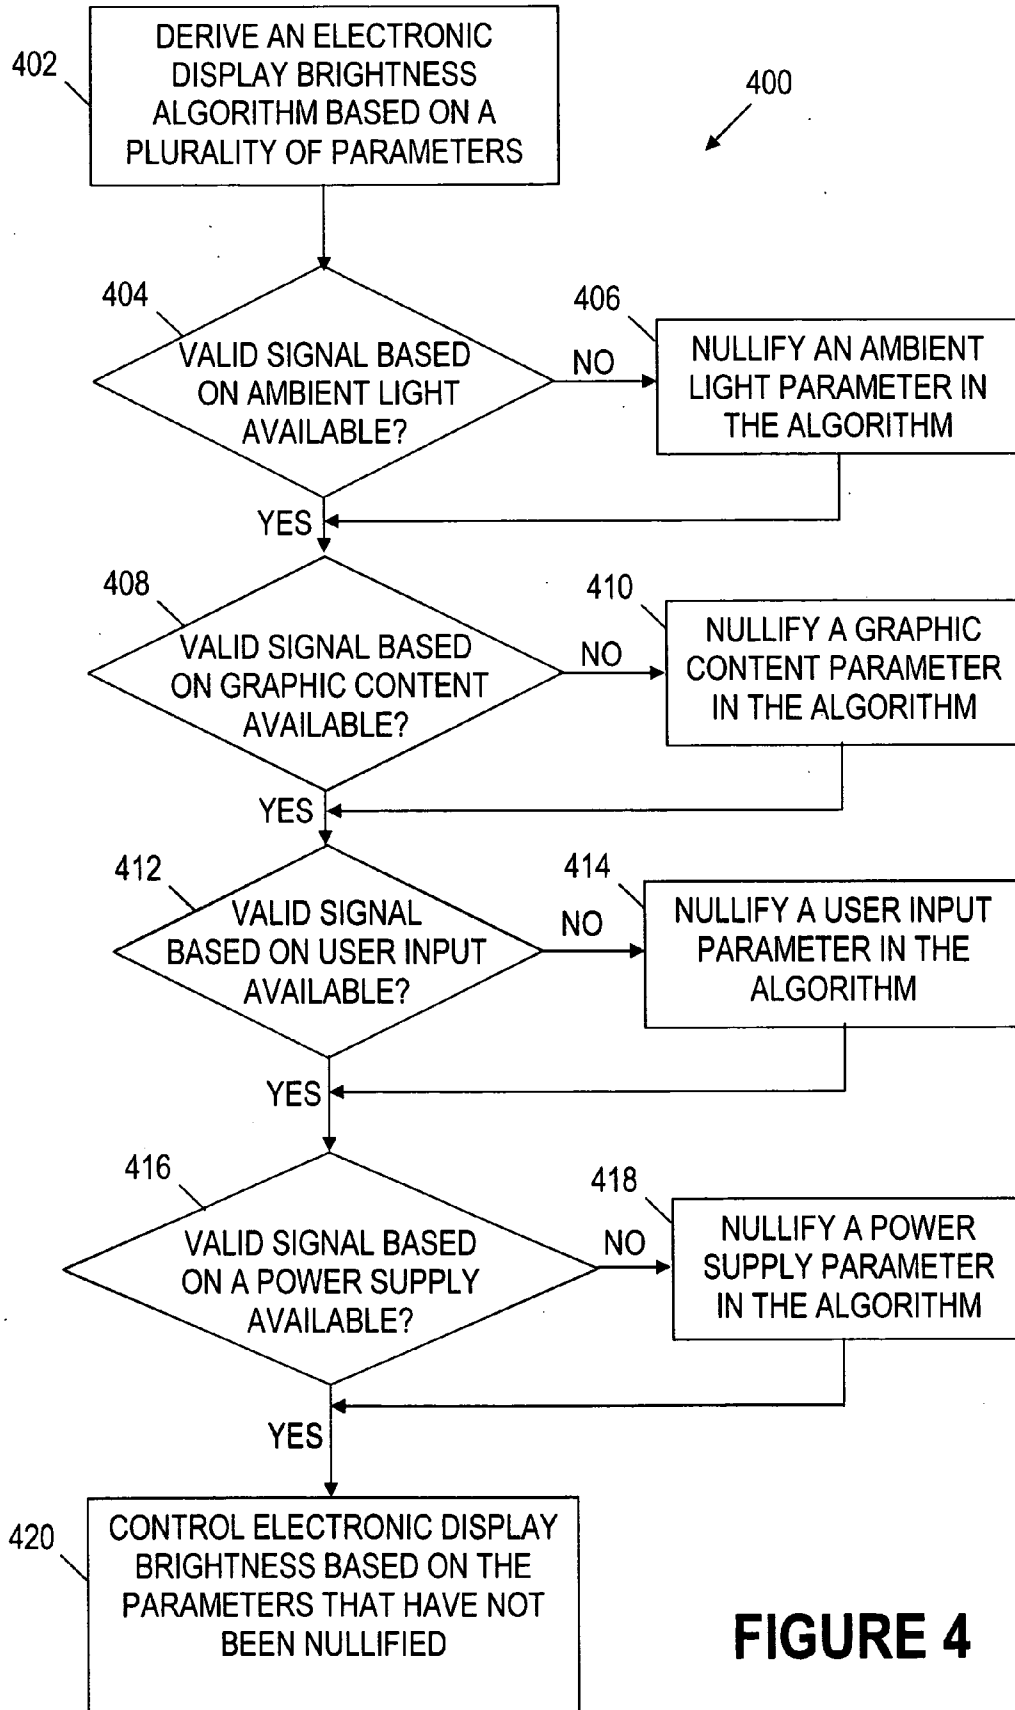 402
DERIVE AN ELECTRONIC
DISPLAY BRIGHTNESS
ALGORITHM BASED ON A
PLURALITY OF PARAMETERS
400
404
VALID SIGNAL BASED
ON AMBIENT LIGHT
AVAILABLE?
NO
406
NULLIFY AN AMBIENT
LIGHT PARAMETER IN
THE ALGORITHM
YES
408
VALID SIGNAL BASED
ON GRAPHIC CONTENT
AVAILABLE?
NO
410
NULLIFY A GRAPHIC
CONTENT PARAMETER
IN THE ALGORITHM
YES
412
VALID SIGNAL
BASED ON USER INPUT
AVAILABLE?
NO
414
NULLIFY A USER INPUT
PARAMETER IN THE
ALGORITHM
YES
416
VALID SIGNAL BASED
ON A POWER SUPPLY
AVAILABLE?
NO
418
NULLIFY A POWER
SUPPLY PARAMETER
IN THE ALGORITHM
YES
420
CONTROL ELECTRONIC DISPLAY
BRIGHTNESS BASED ON THE
PARAMETERS THAT HAVE NOT
BEEN NULLIFIED
FIGURE 4